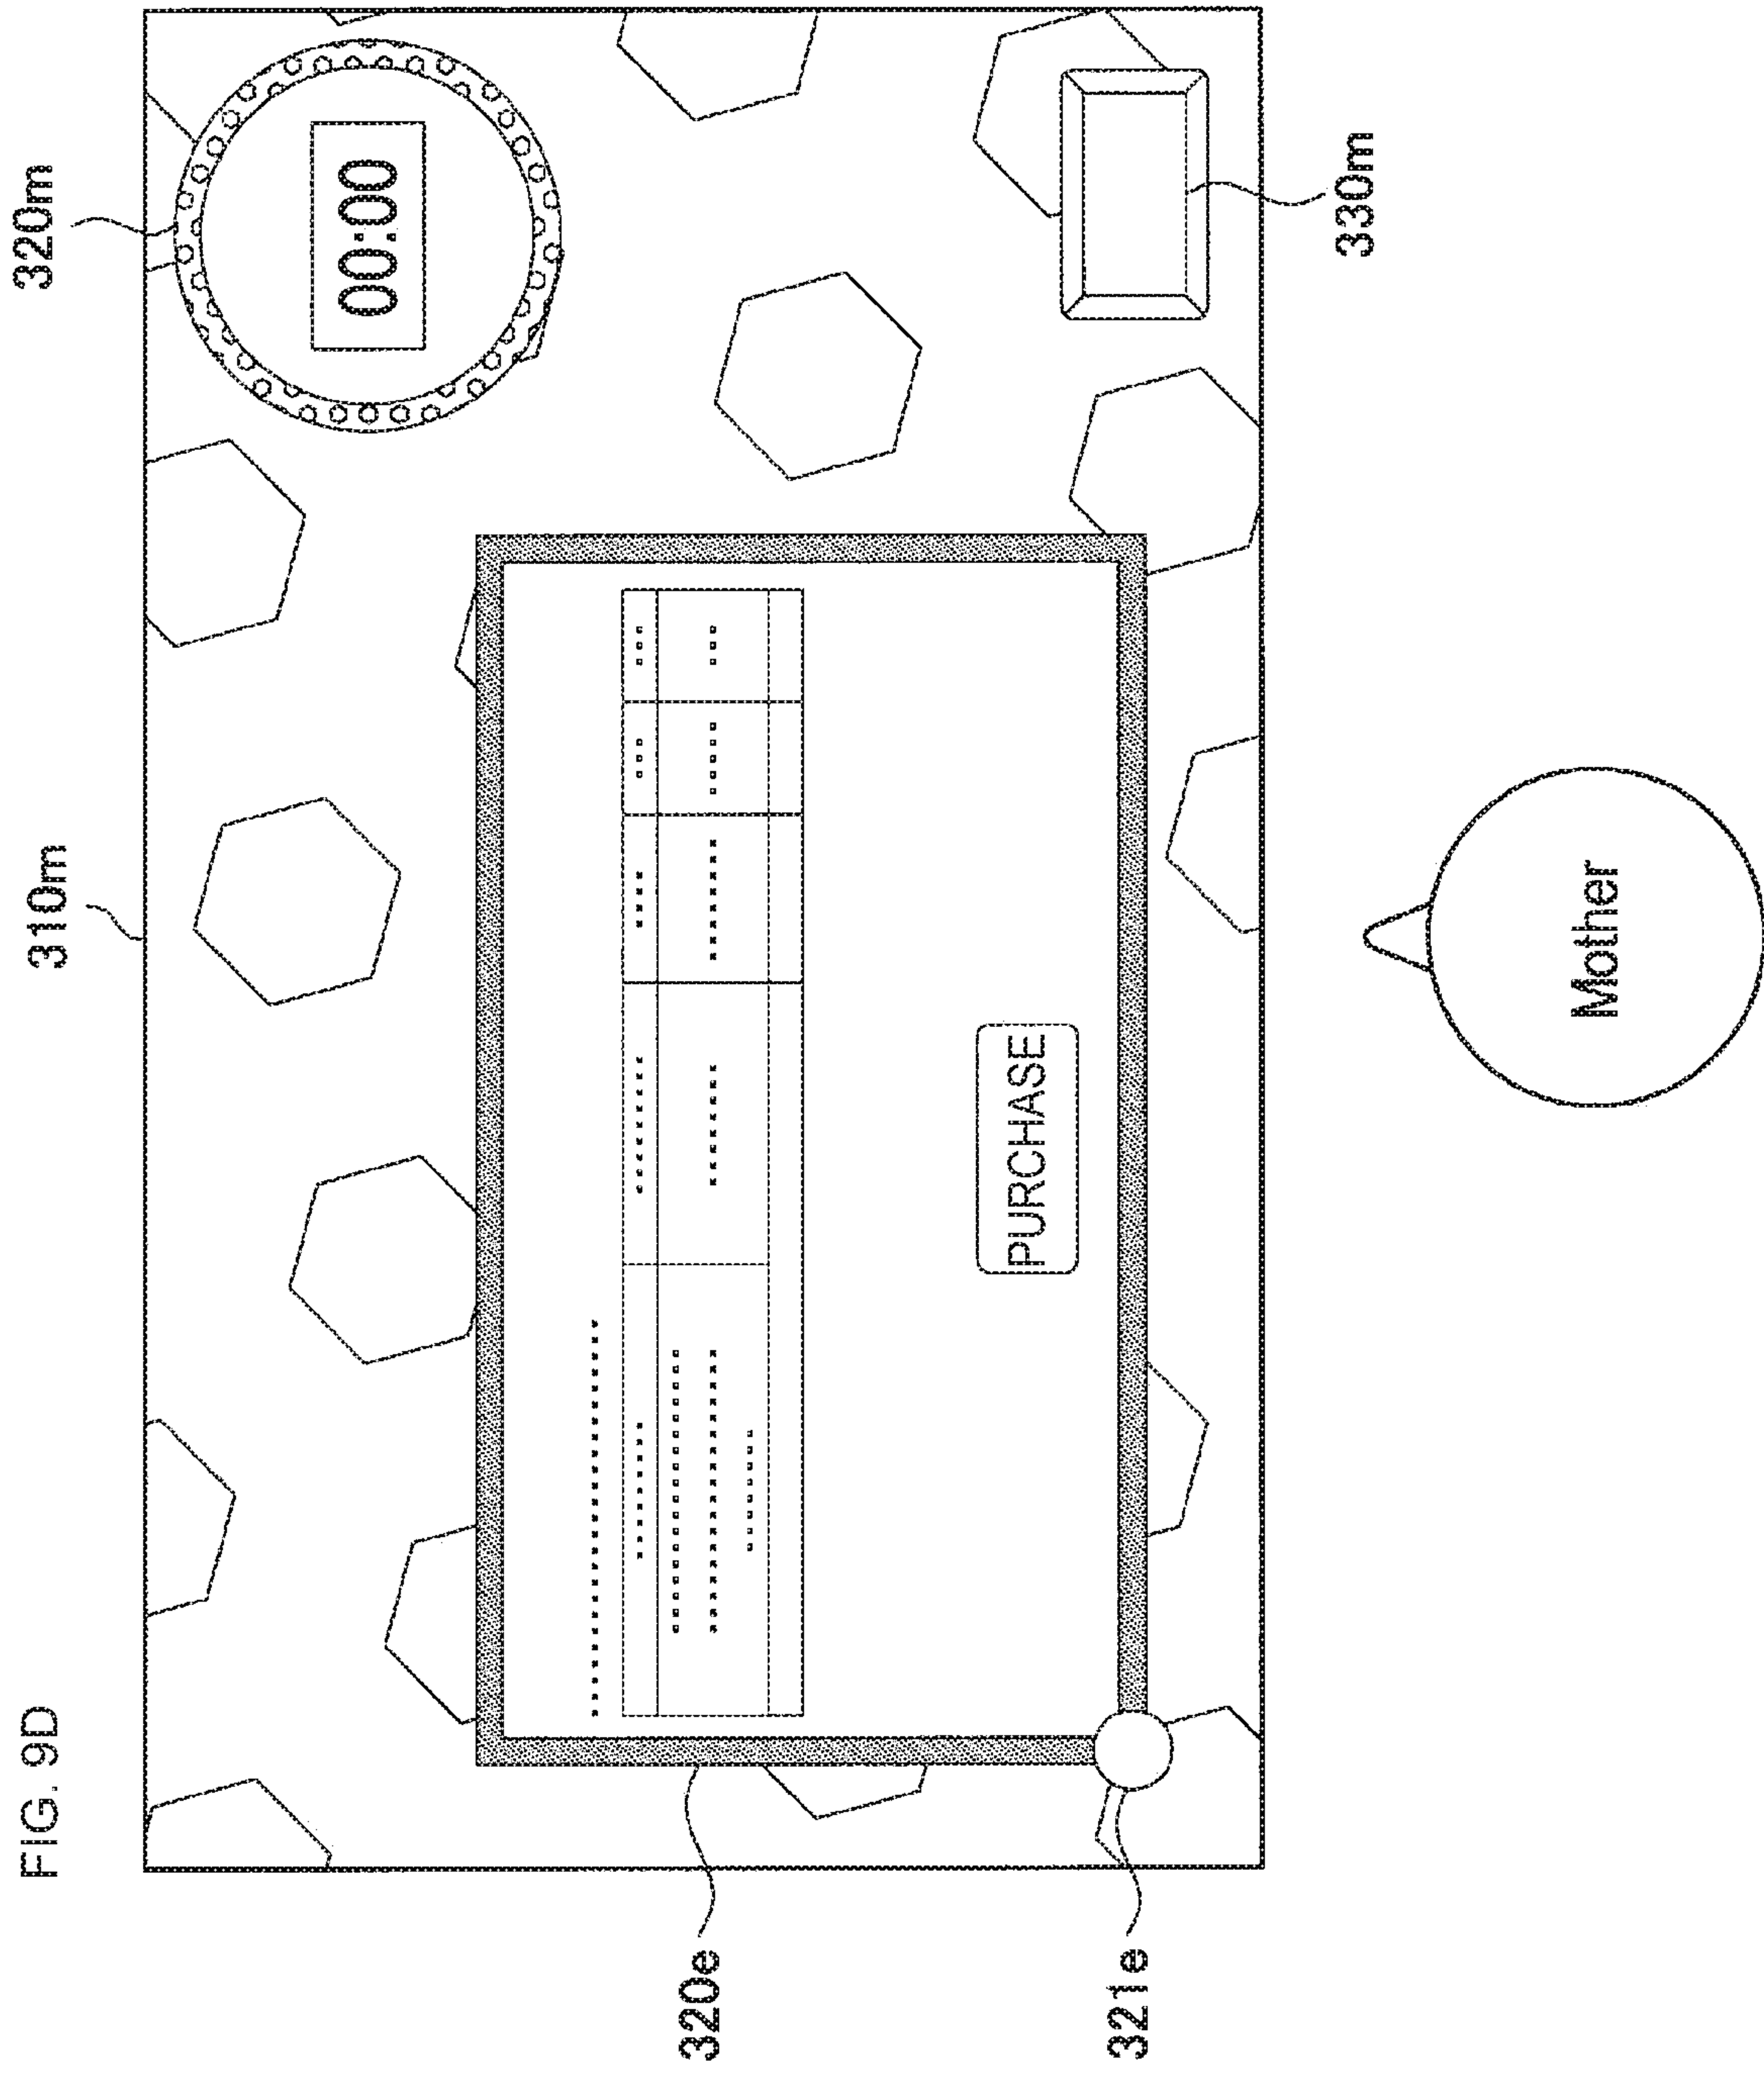 FIG. 9D
310m
320m
00:00
320e
PURCHASE
321e
330m
Mother